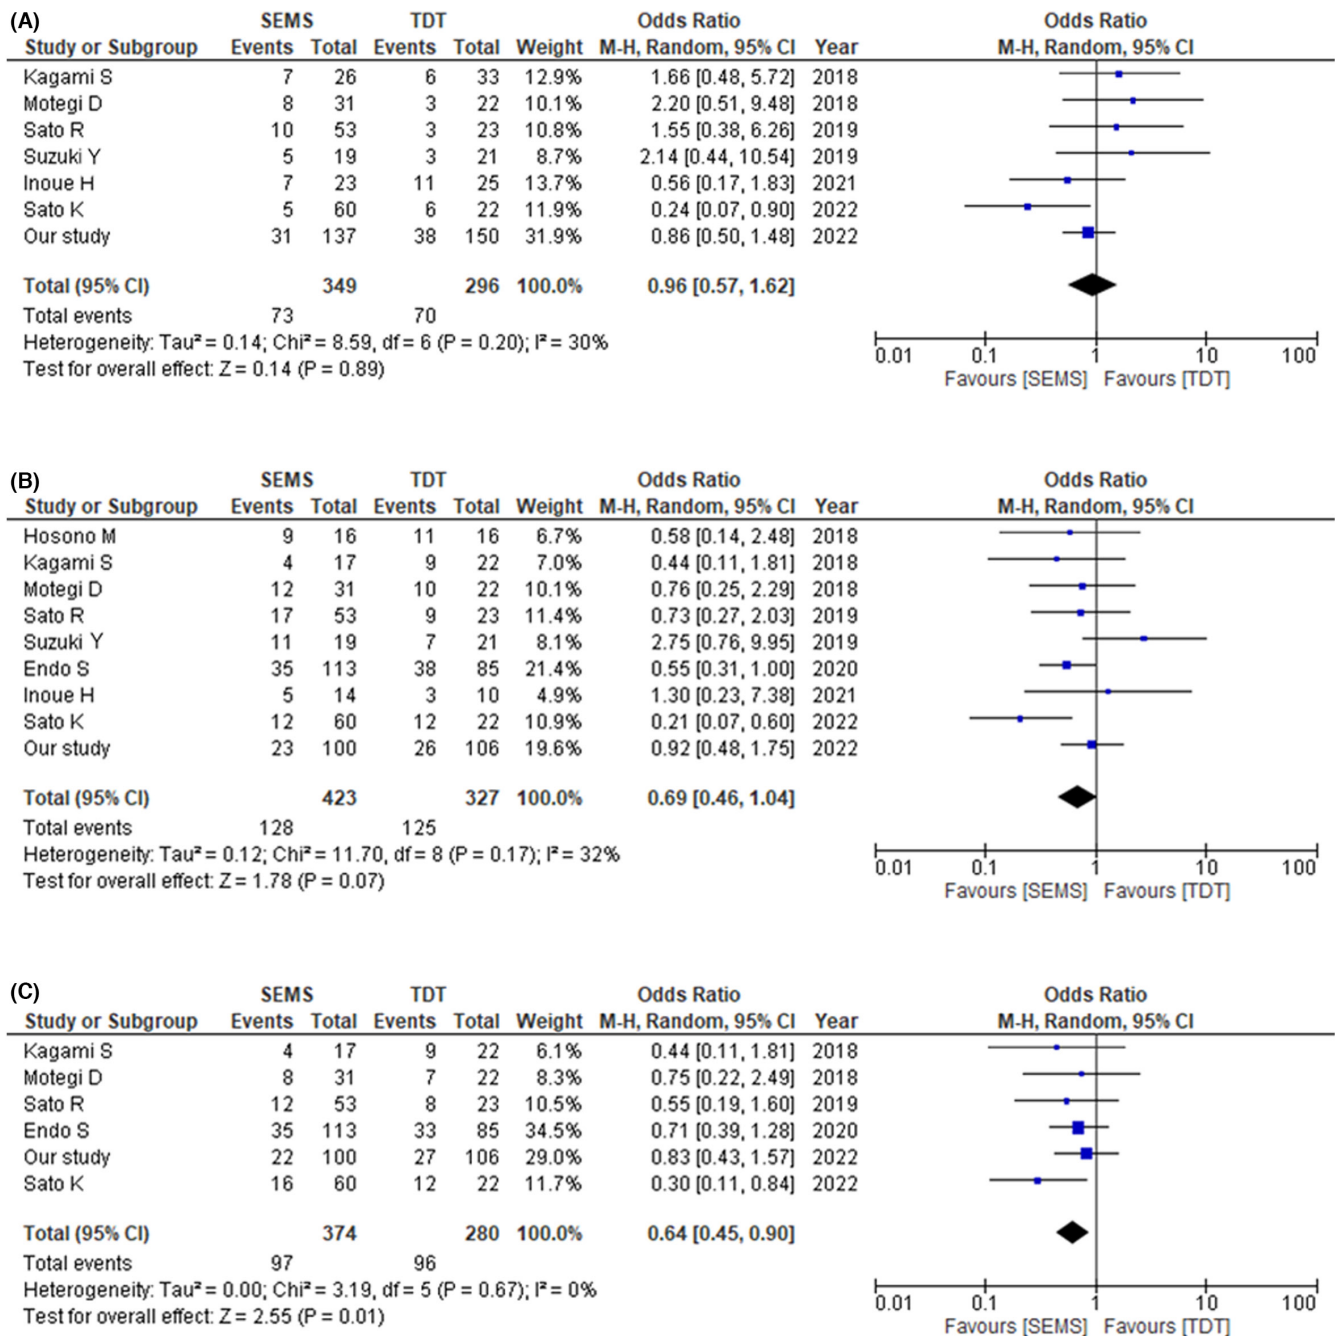 (A)
SEMS TDT Odds Ratio Odds Ratio
Study or Subgroup Events Total Events Total Weight M-H, Random, 95% CI Year M-H, Random, 95% CI
Kagami S 7 26 6 33 12.9% 1.66 [0.48, 5.72] 2018
Motegi D 8 31 3 22 10.1% 2.20 [0.51, 9.48] 2018
Sato R 10 53 3 23 10.8% 1.55 [0.38, 6.26] 2019
Suzuki Y 5 19 3 21 8.7% 2.14 [0.44, 10.54] 2019
Inoue H 7 23 11 25 13.7% 0.56 [0.17, 1.83] 2021
Sato K 5 60 6 22 11.9% 0.24 [0.07, 0.90] 2022
Our study 31 137 38 150 31.9% 0.86 [0.50, 1.48] 2022
Total (95% CI) 349 296 100.0% 0.96 [0.57, 1.62]
Total events 73 70
Heterogeneity: Tau² = 0.14; Chi² = 8.59, df = 6 (P = 0.20); I² = 30%
Test for overall effect: Z = 0.14 (P = 0.89)
0.01 0.1 1 10 100
Favours [SEMS] Favours [TDT]
(B)
SEMS TDT Odds Ratio Odds Ratio
Study or Subgroup Events Total Events Total Weight M-H, Random, 95% CI Year M-H, Random, 95% CI
Hosono M 9 16 11 16 6.7% 0.58 [0.14, 2.48] 2018
Kagami S 4 17 9 22 7.0% 0.44 [0.11, 1.81] 2018
Motegi D 12 31 10 22 10.1% 0.76 [0.25, 2.29] 2018
Sato R 17 53 9 23 11.4% 0.73 [0.27, 2.03] 2019
Suzuki Y 11 19 7 21 8.1% 2.75 [0.76, 9.95] 2019
Endo S 35 113 38 85 21.4% 0.55 [0.31, 1.00] 2020
Inoue H 5 14 3 10 4.9% 1.30 [0.23, 7.38] 2021
Sato K 12 60 12 22 10.9% 0.21 [0.07, 0.60] 2022
Our study 23 100 26 106 19.6% 0.92 [0.48, 1.75] 2022
Total (95% CI) 423 327 100.0% 0.69 [0.46, 1.04]
Total events 128 125
Heterogeneity: Tau² = 0.12; Chi² = 11.70, df = 8 (P = 0.17); I² = 32%
Test for overall effect: Z = 1.78 (P = 0.07)
0.01 0.1 1 10 100
Favours [SEMS] Favours [TDT]
(C)
SEMS TDT Odds Ratio Odds Ratio
Study or Subgroup Events Total Events Total Weight M-H, Random, 95% CI Year M-H, Random, 95% CI
Kagami S 4 17 9 22 6.1% 0.44 [0.11, 1.81] 2018
Motegi D 8 31 7 22 8.3% 0.75 [0.22, 2.49] 2018
Sato R 12 53 8 23 10.5% 0.55 [0.19, 1.60] 2019
Endo S 35 113 33 85 34.5% 0.71 [0.39, 1.28] 2020
Our study 22 100 27 106 29.0% 0.83 [0.43, 1.57] 2022
Sato K 16 60 12 22 11.7% 0.30 [0.11, 0.84] 2022
Total (95% CI) 374 280 100.0% 0.64 [0.45, 0.90]
Total events 97 96
Heterogeneity: Tau² = 0.00; Chi² = 3.19, df = 5 (P = 0.67); I² = 0%
Test for overall effect: Z = 2.55 (P = 0.01)
0.01 0.1 1 10 100
Favours [SEMS] Favours [TDT]